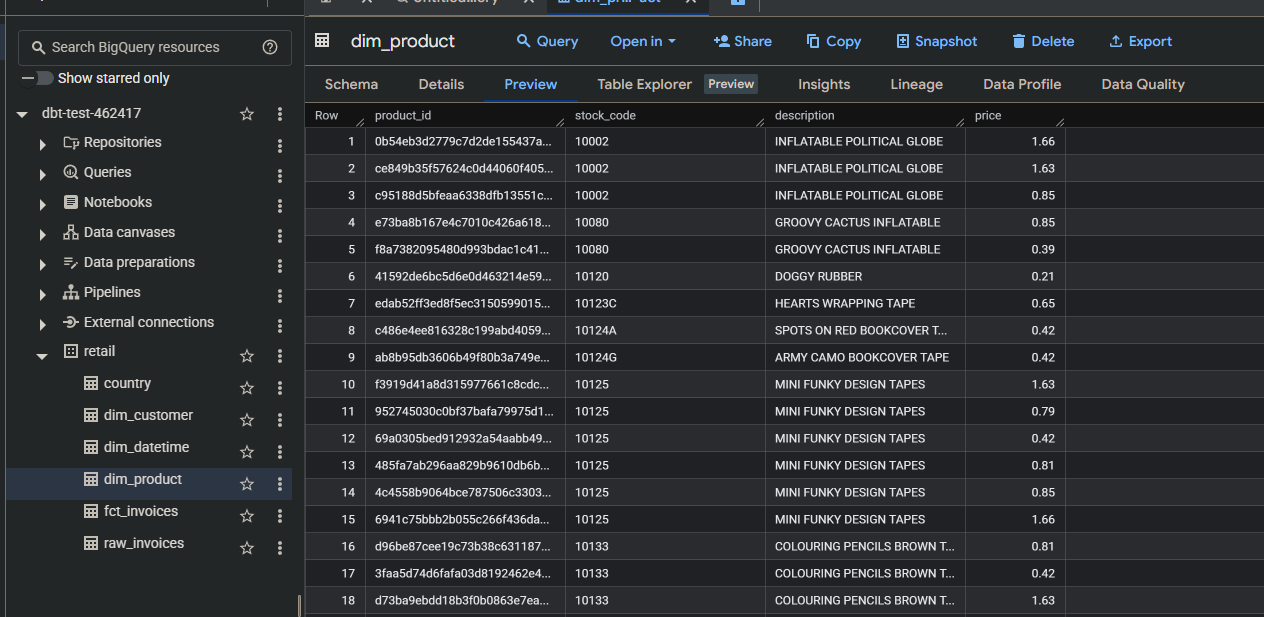 dim_product
Query
Open in
Share
Copy
Snapshot
Delete
Export
Search BigQuery resources
Show starred only
Schema
Details
Preview
Table Explorer
Preview
Insights
Lineage
Data Profile
Data Quality
dbt-test-462417
Repositories
Queries
Notebooks
Data canvases
Data preparations
Pipelines
External connections
retail
country
dim_customer
dim_datetime
dim_product
fct_invoices
raw_invoices
Row product_id stock_code description price
1 0b54eb3d2779c7d2de155437a... 10002 INFLATABLE POLITICAL GLOBE 1.66
2 ce849b35f57624c0d44060f405... 10002 INFLATABLE POLITICAL GLOBE 1.63
3 c95188d5bfeaa6338dfb13551c... 10002 INFLATABLE POLITICAL GLOBE 0.85
4 e73ba8b167e4c7010c426a618... 10080 GROOVY CACTUS INFLATABLE 0.85
5 f8a7382095480d993bdac1c41... 10080 GROOVY CACTUS INFLATABLE 0.39
6 41592de6bc5d6e0d463214e59... 10120 DOGGY RUBBER 0.21
7 edab52ff3ed8f5ec3150599015... 10123C HEARTS WRAPPING TAPE 0.65
8 c486e4ee816328c199abd4059... 10124A SPOTS ON RED BOOKCOVER T... 0.42
9 ab8b95db3606b49f80b3a749e... 10124G ARMY CAMO BOOKCOVER TAPE 0.42
10 f3919d41a8d315977661c8cdc... 10125 MINI FUNKY DESIGN TAPES 1.63
11 952745030c0bf37bafa79975d1... 10125 MINI FUNKY DESIGN TAPES 0.79
12 69a0305bed912932a54aabb49... 10125 MINI FUNKY DESIGN TAPES 0.42
13 485fa7ab296aa829b9610db6b... 10125 MINI FUNKY DESIGN TAPES 0.81
14 4c4558b9064bce787506c3303... 10125 MINI FUNKY DESIGN TAPES 0.85
15 6941c75bbb2b055c266f436da... 10125 MINI FUNKY DESIGN TAPES 1.66
16 d96be87cee19c73b38c631187... 10133 COLOURING PENCILS BROWN T... 0.81
17 3faa5d74d6fafa03d8192462e4... 10133 COLOURING PENCILS BROWN T... 0.42
18 d73ba9ebdd18b3f0b0863e7ea... 10133 COLOURING PENCILS BROWN T... 1.63